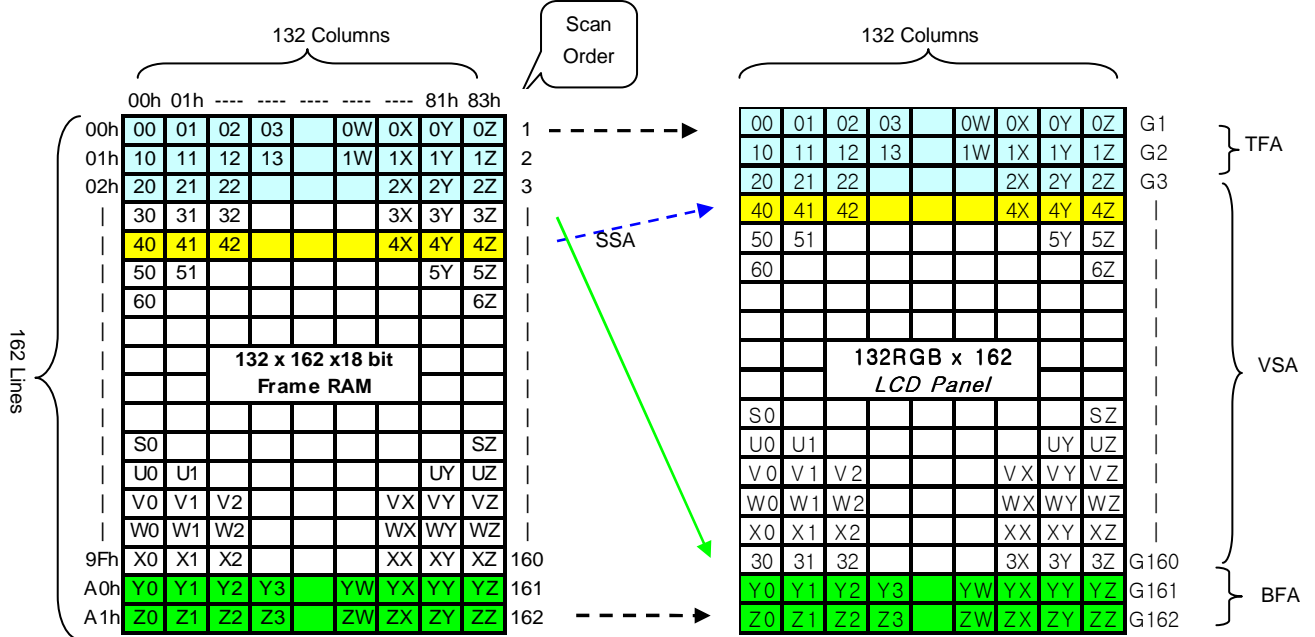 Scan
Order
132 Columns
132 Columns
00h 01h ---- ---- ---- ---- ---- 81h 83h
00h 00 01 02 03 0W 0X 0Y 0Z 1
00 01 02 03 0W 0X 0Y 0Z G1
01h 10 11 12 13 1W 1X 1Y 1Z 2
10 11 12 13 1W 1X 1Y 1Z G2
TFA
02h 20 21 22 2X 2Y 2Z 3
20 21 22 2X 2Y 2Z G3
30 31 32 3X 3Y 3Z
40 41 42 4X 4Y 4Z
40 41 42 4X 4Y 4Z
SSA
50 51 5Y 5Z
50 51 5Y 5Z
60 6Z
60 6Z
162 Lines
132 x 162 x18 bit
Frame RAM
132RGB x 162
LCD Panel
VSA
S0 SZ
S0 SZ
U0 U1 UY UZ
U0 U1 UY UZ
V0 V1 V2 VX VY VZ
V0 V1 V2 VX VY VZ
W0 W1 W2 WX WY WZ
W0 W1 W2 WX WY WZ
X0 X1 X2 XX XY XZ
9Fh X0 X1 X2 XX XY XZ 160
30 31 32 3X 3Y 3Z G160
A0h Y0 Y1 Y2 Y3 YW YX YY YZ 161
Y0 Y1 Y2 Y3 YW YX YY YZ G161
BFA
A1h Z0 Z1 Z2 Z3 ZW ZX ZY ZZ 162
Z0 Z1 Z2 Z3 ZW ZX ZY ZZ G162